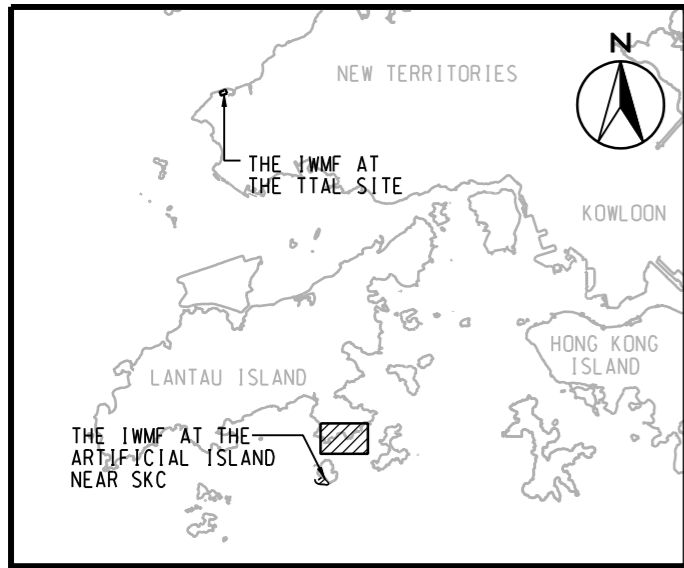 N
NEW TERRITORIES
THE IWMF AT
THE TTAL SITE
KOWLOON
HONG KONG
ISLAND
LANTAU ISLAND
THE IWMF AT THE
ARTIFICIAL ISLAND
NEAR SKC